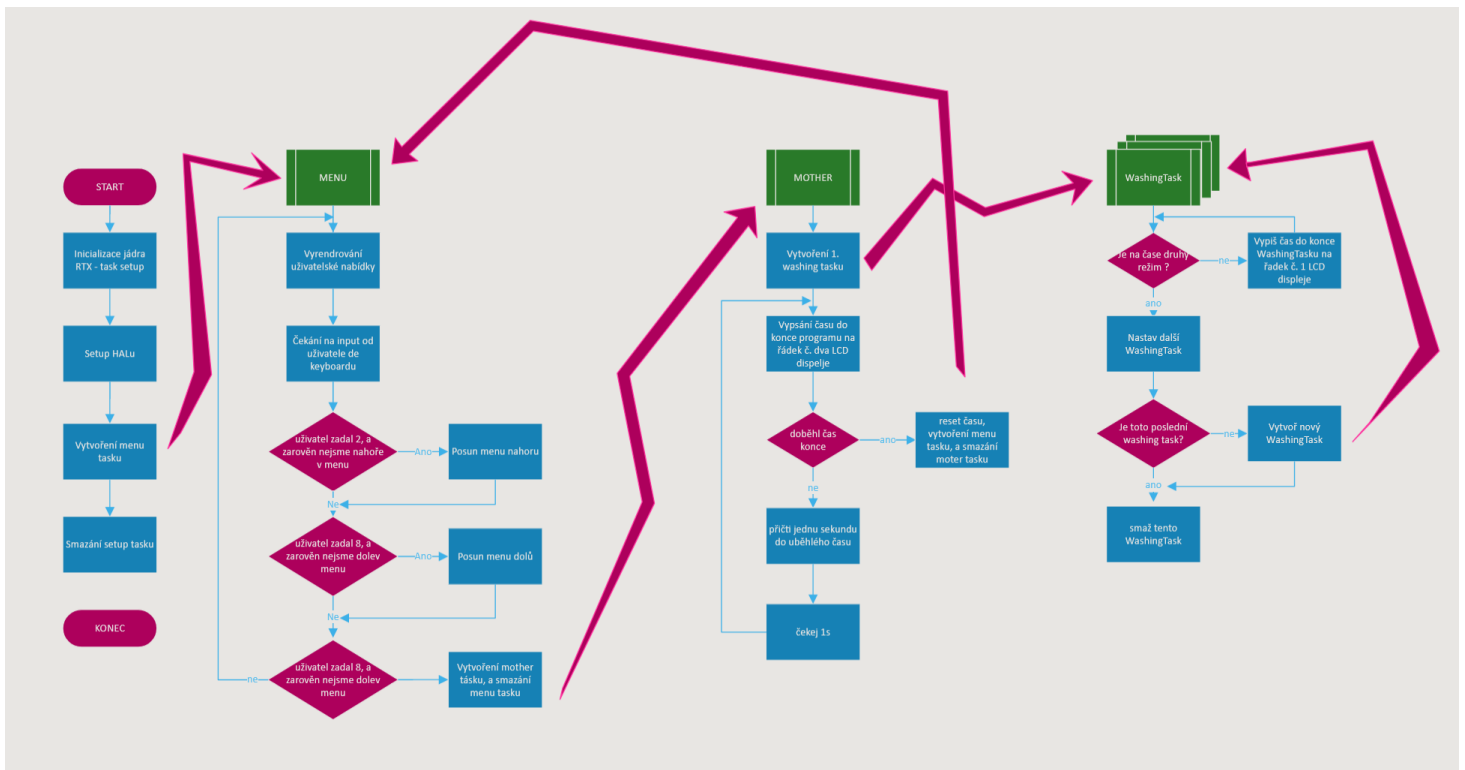 START
Inicializace jádra
RTX - task setup
Setup HALu
Vytvoření menu
tasku
Smazání setup tasku
KONEC
MENU
Vyrendrování
uživatelské nabídky
Čekání na input od
uživatele de
keyboardu
uživatel zadal 2, a
zarověn nejsme nahoře
v menu
Ano
Posun menu nahoru
Ne
uživatel zadal 8, a
zarověn nejsme dolev
menu
Ano
Posun menu dolů
Ne
uživatel zadal 8, a
zarověn nejsme dolev
menu
ne
Vytvoření mother
tásku, a smazání
menu tasku
MOTHER
Vytvoření 1.
washing tasku
Vypsání času do
konce programu na
řádek č. dva LCD
dispelje
doběhl čas
konce
ano
reset času,
vytvoření menu
tasku, a smazání
moter tasku
ne
přičti jednu sekundu
do uběhlého času
čekej 1s
WashingTask
Je na čase druhy
režim ?
ne
Vypiš čas do konce
WashingTasku na
řadek č. 1 LCD
displeje
ano
Nastav další
WashingTask
Je toto poslední
washing task?
ne
Vytvoř nový
WashingTask
ano
smaž tento
WashingTask